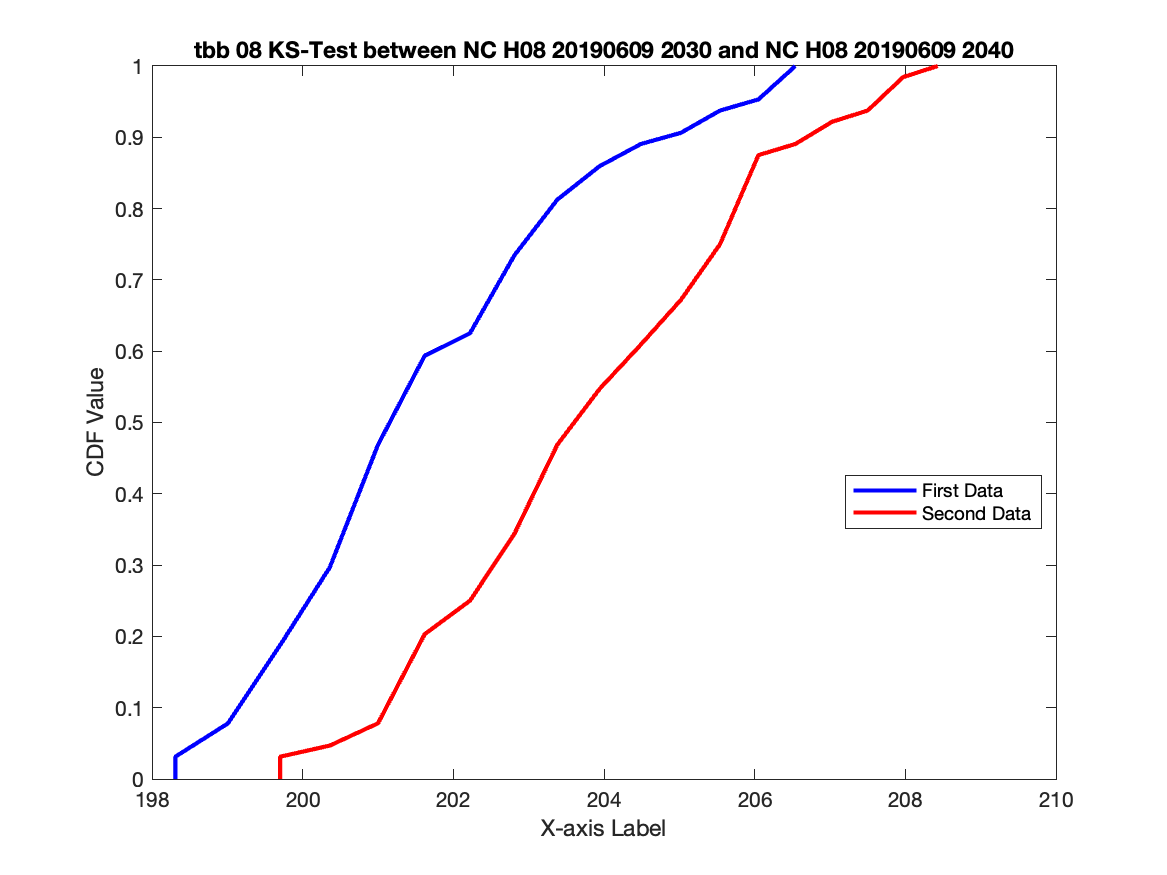 tbb 08 KS-Test between NC H08 20190609 2030 and NC H08 20190609 2040
1
0.9
0.8
0.7
0.6
0.5
0.4
0.3
0.2
0.1
0
CDF Value
First Data
Second Data
198 200 202 204 206 208 210
X-axis Label